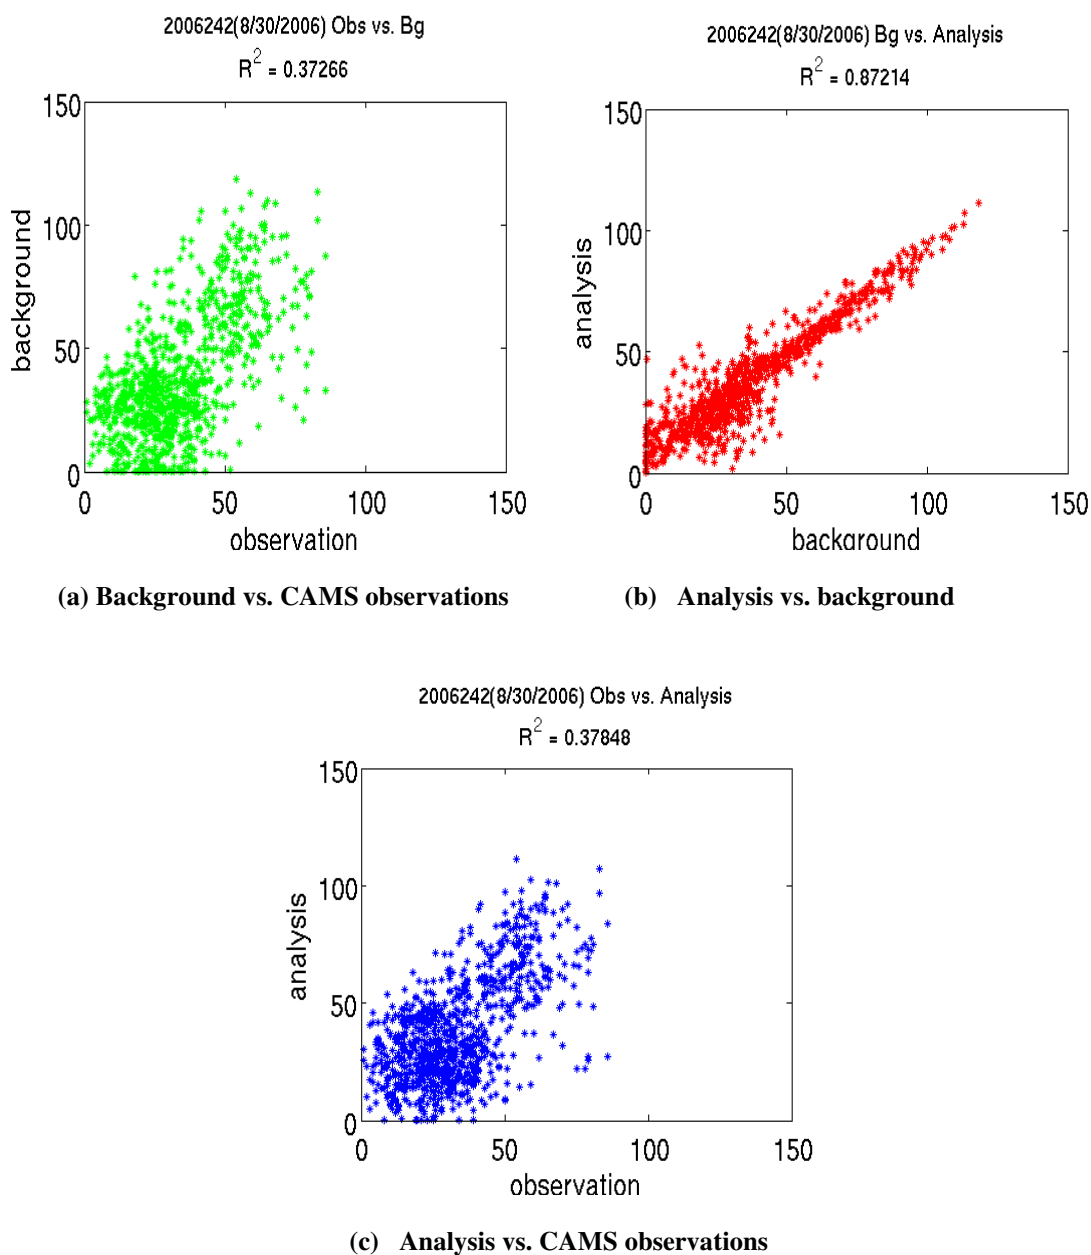 2006242(8/30/2006) Obs vs. Bg
R2 = 0.37266
150
100
50
0
background
0 50 100 150
observation
(a) Background vs. CAMS observations
2006242(8/30/2006) Bg vs. Analysis
R2 = 0.87214
150
100
50
0
analysis
0 50 100 150
background
(b) Analysis vs. background
2006242(8/30/2006) Obs vs. Analysis
R2 = 0.37848
150
100
50
0
analysis
0 50 100 150
observation
(c) Analysis vs. CAMS observations